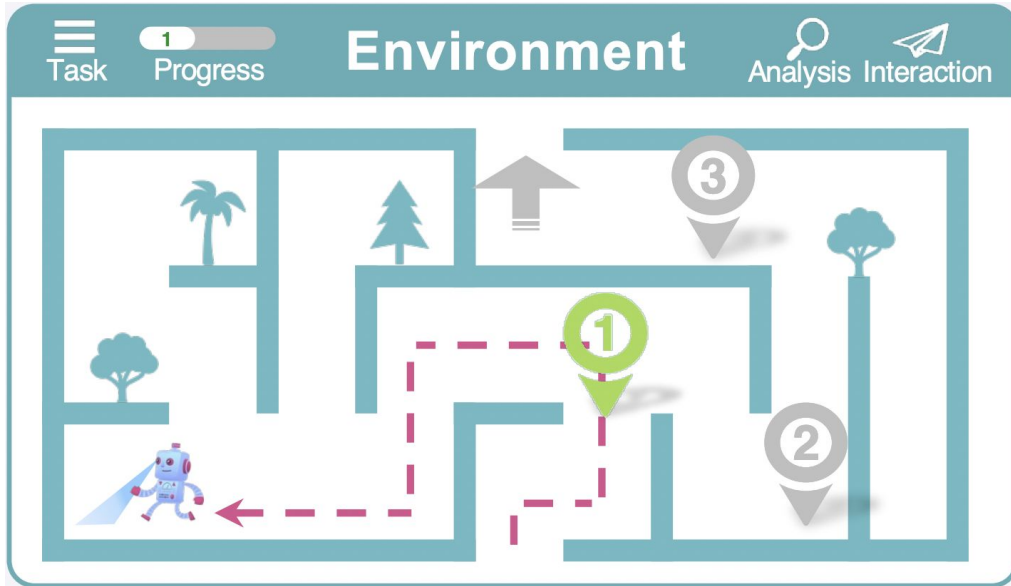 Task
1
Progress
Environment
Analysis
Interaction
3
1
2